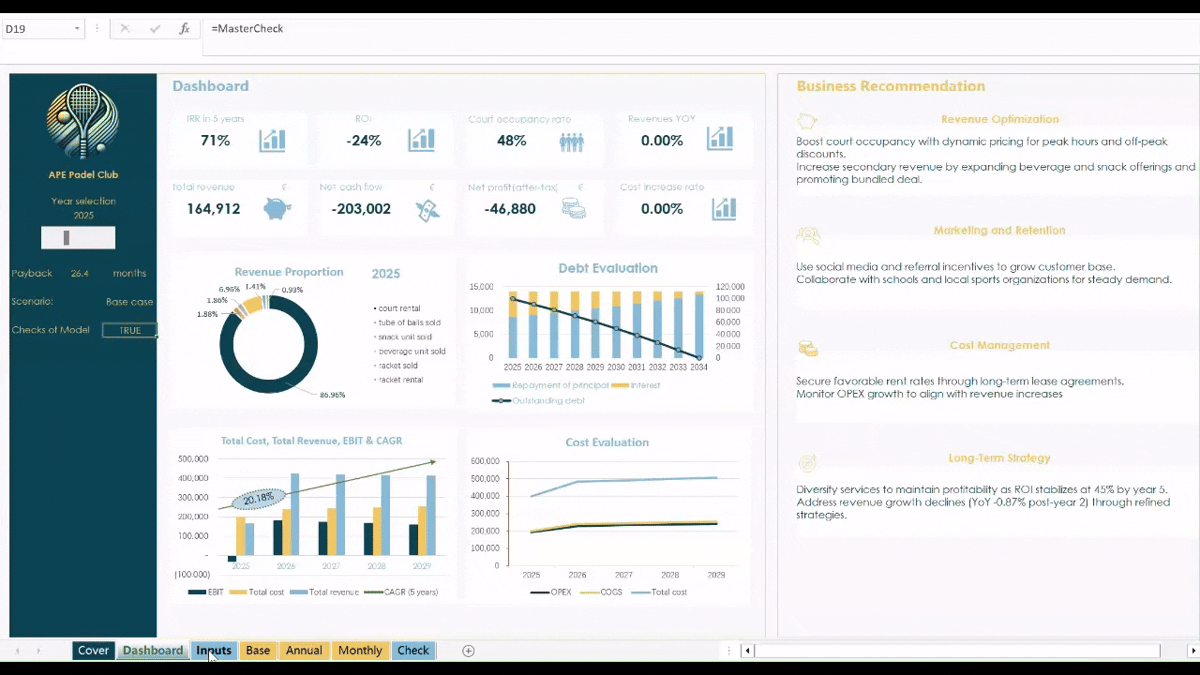 D19
fx
=MasterCheck
APE Padel Club
Year selection
2025
Payback 26.4 months
Scenario: Base case
Checks of Model TRUE
Dashboard
IRR in 5 years
71%
ROI
-24%
Court occupancy rate
48%
Revenues YOY
0.00%
Total revenue €
164,912
Net cash flow €
-203,002
Net profit(after-tax) €
-46,880
Cost increase rate
0.00%
Revenue Proportion 2025
6.96% 1.41% 0.93%
1.86%
1.88%
86.96%
court rental
tube of balls sold
snack unit sold
beverage unit sold
racket sold
racket rental
Debt Evaluation
15,000
10,000
5,000
0
120,000
100,000
80,000
60,000
40,000
20,000
0
2025 2026 2027 2028 2029 2030 2031 2032 2033 2034
Repayment of principal Interest
Outstanding debt
Total Cost, Total Revenue, EBIT & CAGR
500,000
400,000
300,000
200,000
100,000
-
(100,000)
20.18%
2025 2026 2027 2028 2029
EBIT Total cost Total revenue CAGR (5 years)
Cost Evaluation
600,000
500,000
400,000
300,000
200,000
100,000
0
2025 2026 2027 2028 2029
OPEX COGS Total cost
Business Recommendation
Revenue Optimization
Boost court occupancy with dynamic pricing for peak hours and off-peak
discounts.
Increase secondary revenue by expanding beverage and snack offerings and
promoting bundled deal.
Marketing and Retention
Use social media and referral incentives to grow customer base.
Collaborate with schools and local sports organizations for steady demand.
Cost Management
Secure favorable rent rates through long-term lease agreements.
Monitor OPEX growth to align with revenue increases
Long-Term Strategy
Diversify services to maintain profitability as ROI stablizes at 45% by year 5.
Address revenue growth declines (YoY -0.87% post-year 2) through refined
strategies.
Cover Dashboard Inputs Base Annual Monthly Check